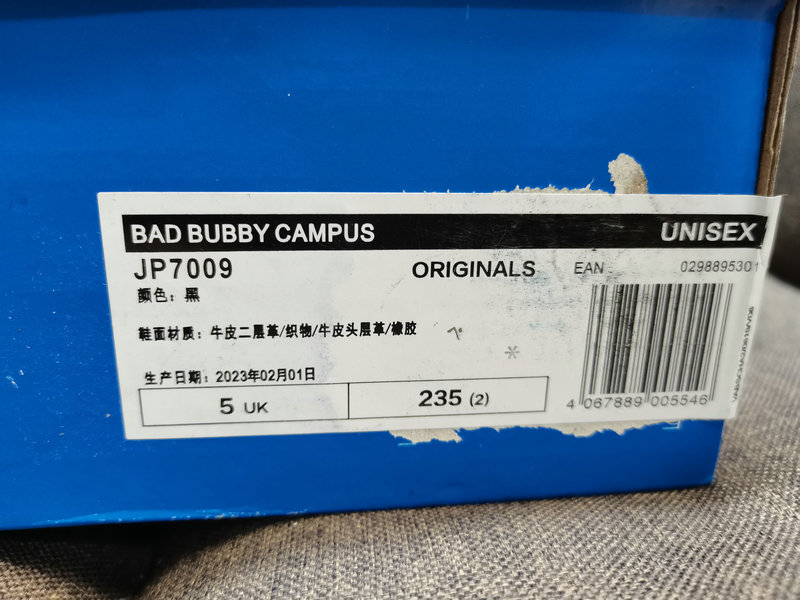 BAD BUBBY CAMPUS UNISEX
JP7009 ORIGINALS EAN 0298895301
颜色：黑
鞋面材质：牛皮二层革/织物/牛皮头层革/橡胶
生产日期：2023年02月01日
5 UK 235 (2)
4 067889 005546